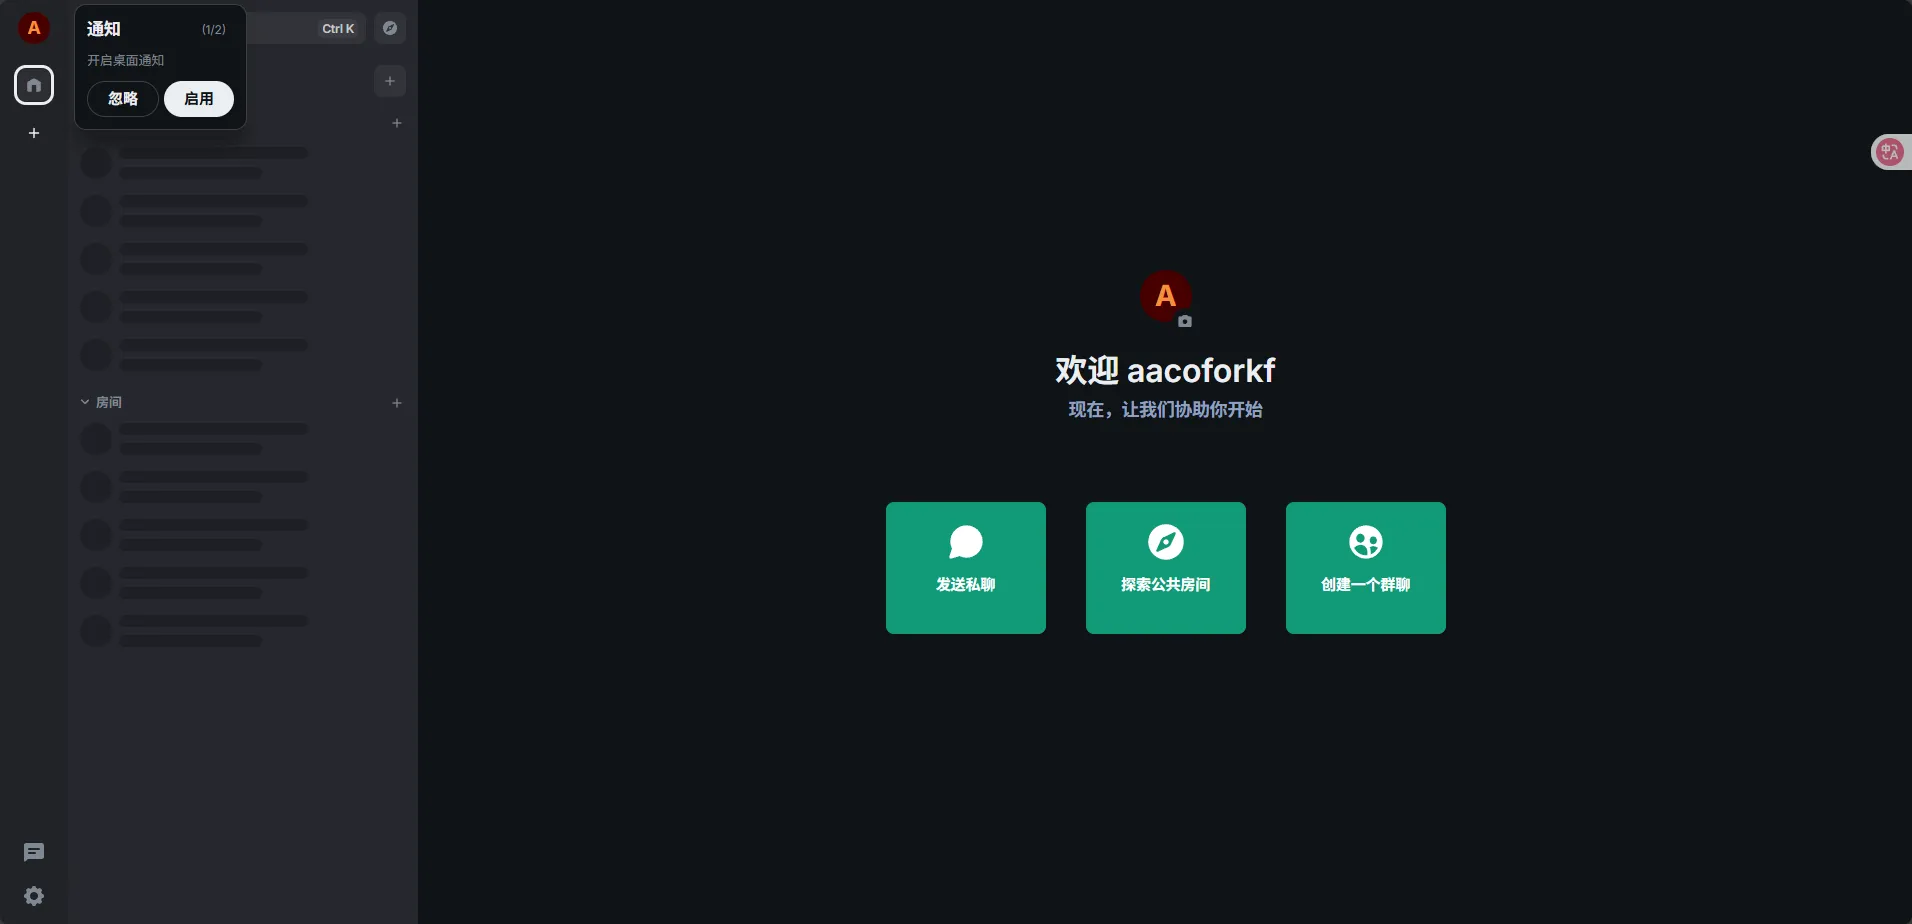 A
通知
(1/2)
开启桌面通知
忽略
启用
Ctrl K
房间
中A
A
欢迎 aacoforkf
现在，让我们协助你开始
发送私聊
探索公共房间
创建一个群聊